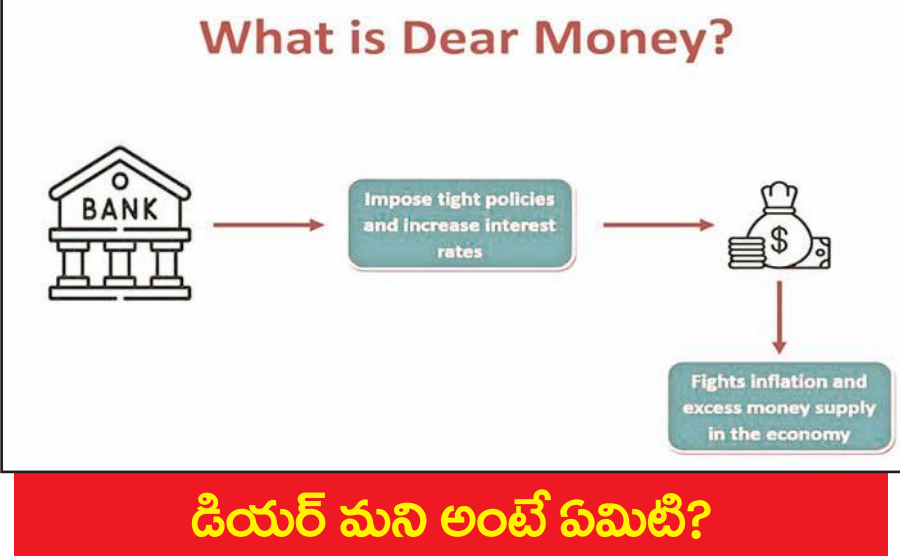 What is Dear Money?
BANK
Impose tight policies
and increase interest
rates
$
Fights inflation and
excess money supply
in the economy
డియర్ మని అంటే ఏమిటి?